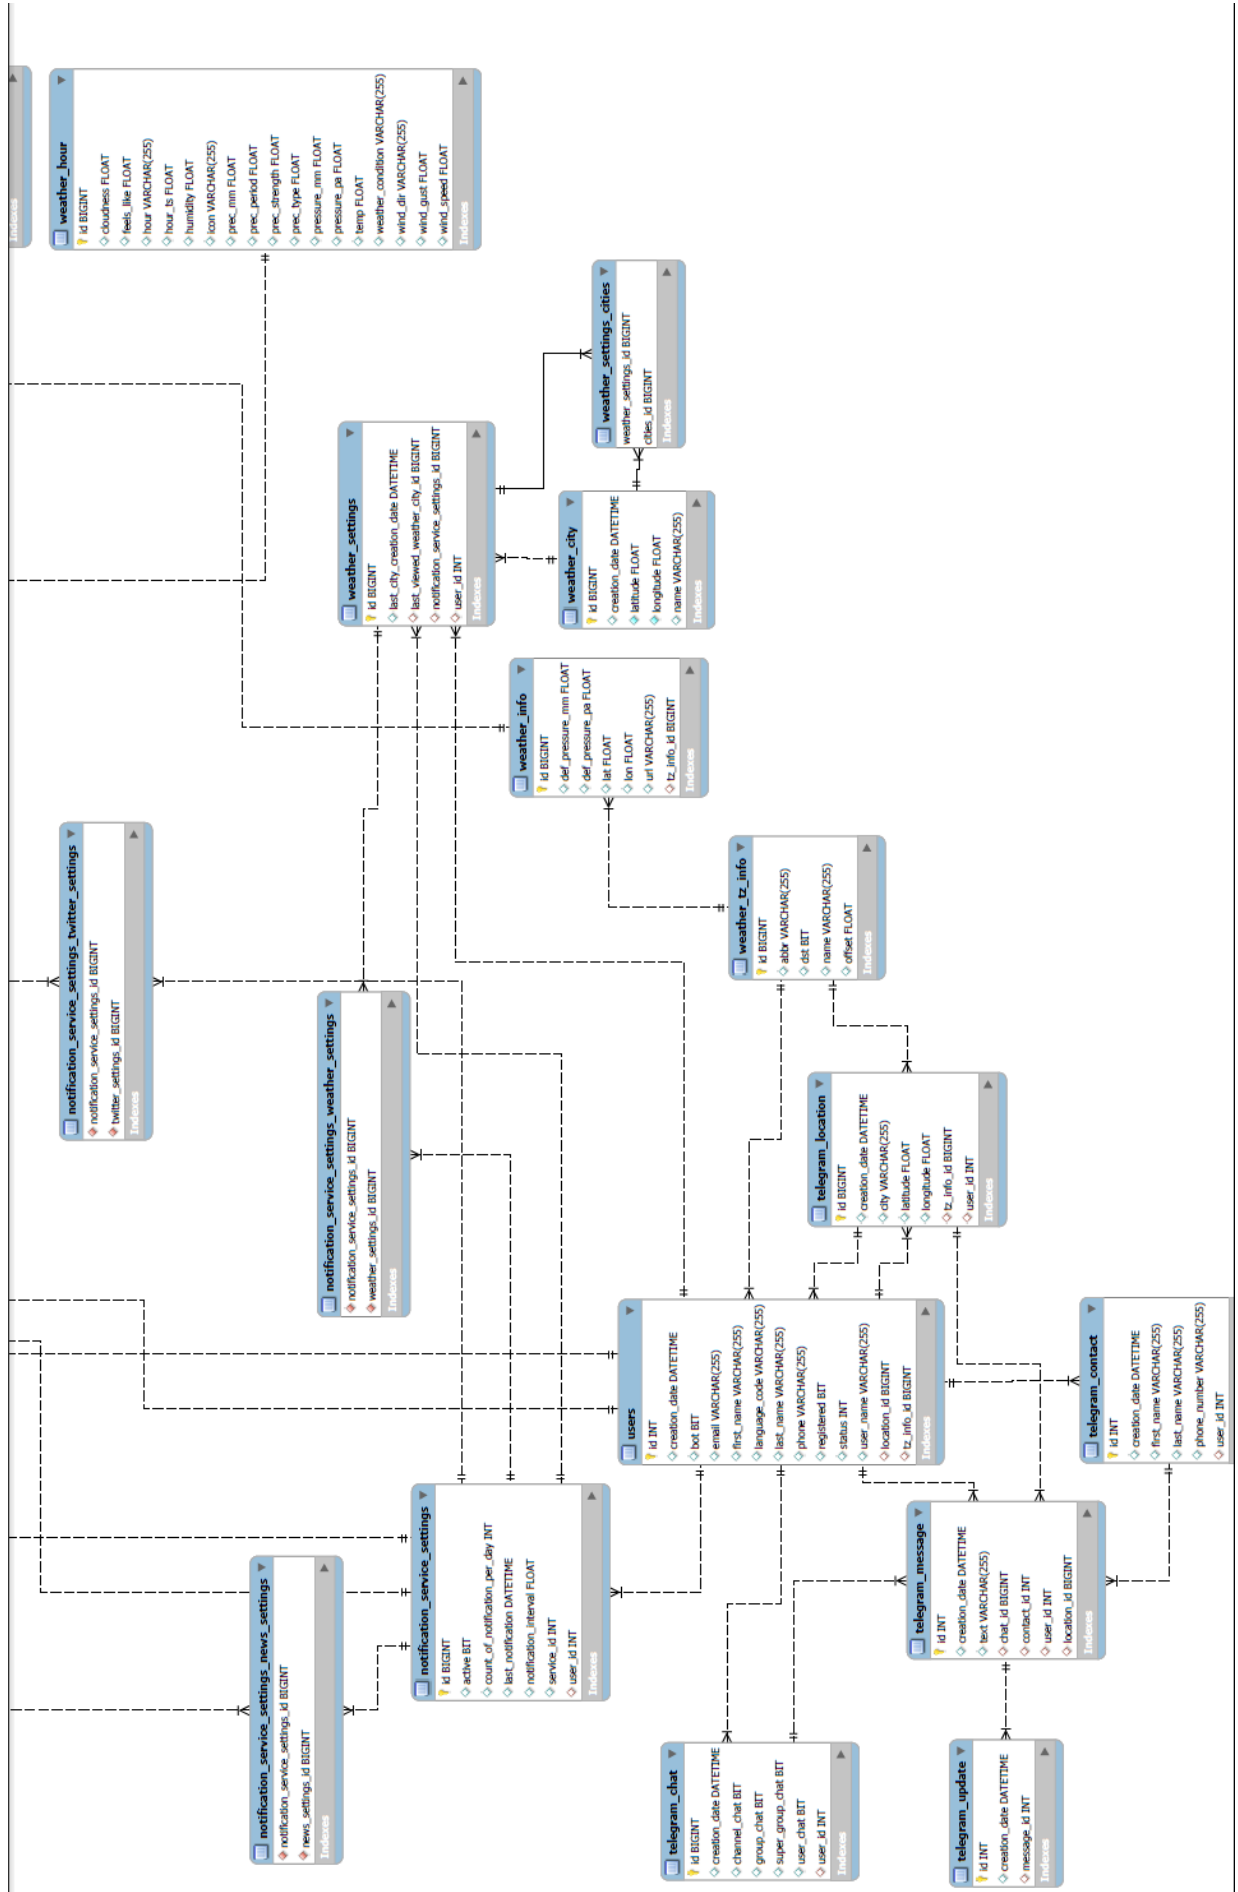 Indexes
weather_hour
id BIGINT
cloudness FLOAT
feels_like FLOAT
hour VARCHAR(255)
hour_ts FLOAT
humidity FLOAT
icon VARCHAR(255)
prec_mm FLOAT
prec_period FLOAT
prec_strength FLOAT
prec_type FLOAT
pressure_mm FLOAT
pressure_pa FLOAT
temp FLOAT
weather_condition VARCHAR(255)
wind_dir VARCHAR(255)
wind_gust FLOAT
wind_speed FLOAT
Indexes
weather_settings_cities
weather_settings_id BIGINT
cities_id BIGINT
Indexes
weather_settings
id BIGINT
last_city_creation_date DATETIME
last_viewed_weather_city_id BIGINT
notification_service_settings_id BIGINT
user_id INT
Indexes
weather_city
id BIGINT
creation_date DATETIME
latitude FLOAT
longitude FLOAT
name VARCHAR(255)
Indexes
weather_info
id BIGINT
def_pressure_mm FLOAT
def_pressure_pa FLOAT
lat FLOAT
lon FLOAT
url VARCHAR(255)
tz_info_id BIGINT
Indexes
notification_service_settings_twitter_settings
notification_service_settings_id BIGINT
twitter_settings_id BIGINT
Indexes
weather_tz_info
id BIGINT
abbr VARCHAR(255)
dst BIT
name VARCHAR(255)
offset FLOAT
Indexes
notification_service_settings_weather_settings
notification_service_settings_id BIGINT
weather_settings_id BIGINT
Indexes
telegram_location
id BIGINT
creation_date DATETIME
city VARCHAR(255)
latitude FLOAT
longitude FLOAT
tz_info_id BIGINT
user_id INT
Indexes
users
id INT
creation_date DATETIME
bot BIT
email VARCHAR(255)
first_name VARCHAR(255)
language_code VARCHAR(255)
last_name VARCHAR(255)
phone VARCHAR(255)
registered BIT
status INT
user_name VARCHAR(255)
location_id BIGINT
tz_info_id BIGINT
Indexes
telegram_contact
id INT
creation_date DATETIME
first_name VARCHAR(255)
last_name VARCHAR(255)
phone_number VARCHAR(255)
user_id INT
notification_service_settings
id BIGINT
active BIT
count_of_notification_per_day INT
last_notification DATETIME
notification_interval FLOAT
service_id INT
user_id INT
Indexes
telegram_message
id INT
creation_date DATETIME
text VARCHAR(255)
chat_id BIGINT
contact_id INT
user_id INT
location_id BIGINT
Indexes
notification_service_settings_news_settings
notification_service_settings_id BIGINT
news_settings_id BIGINT
Indexes
telegram_chat
id BIGINT
creation_date DATETIME
channel_chat BIT
group_chat BIT
super_group_chat BIT
user_chat BIT
user_id INT
Indexes
telegram_update
id INT
creation_date DATETIME
message_id INT
Indexes